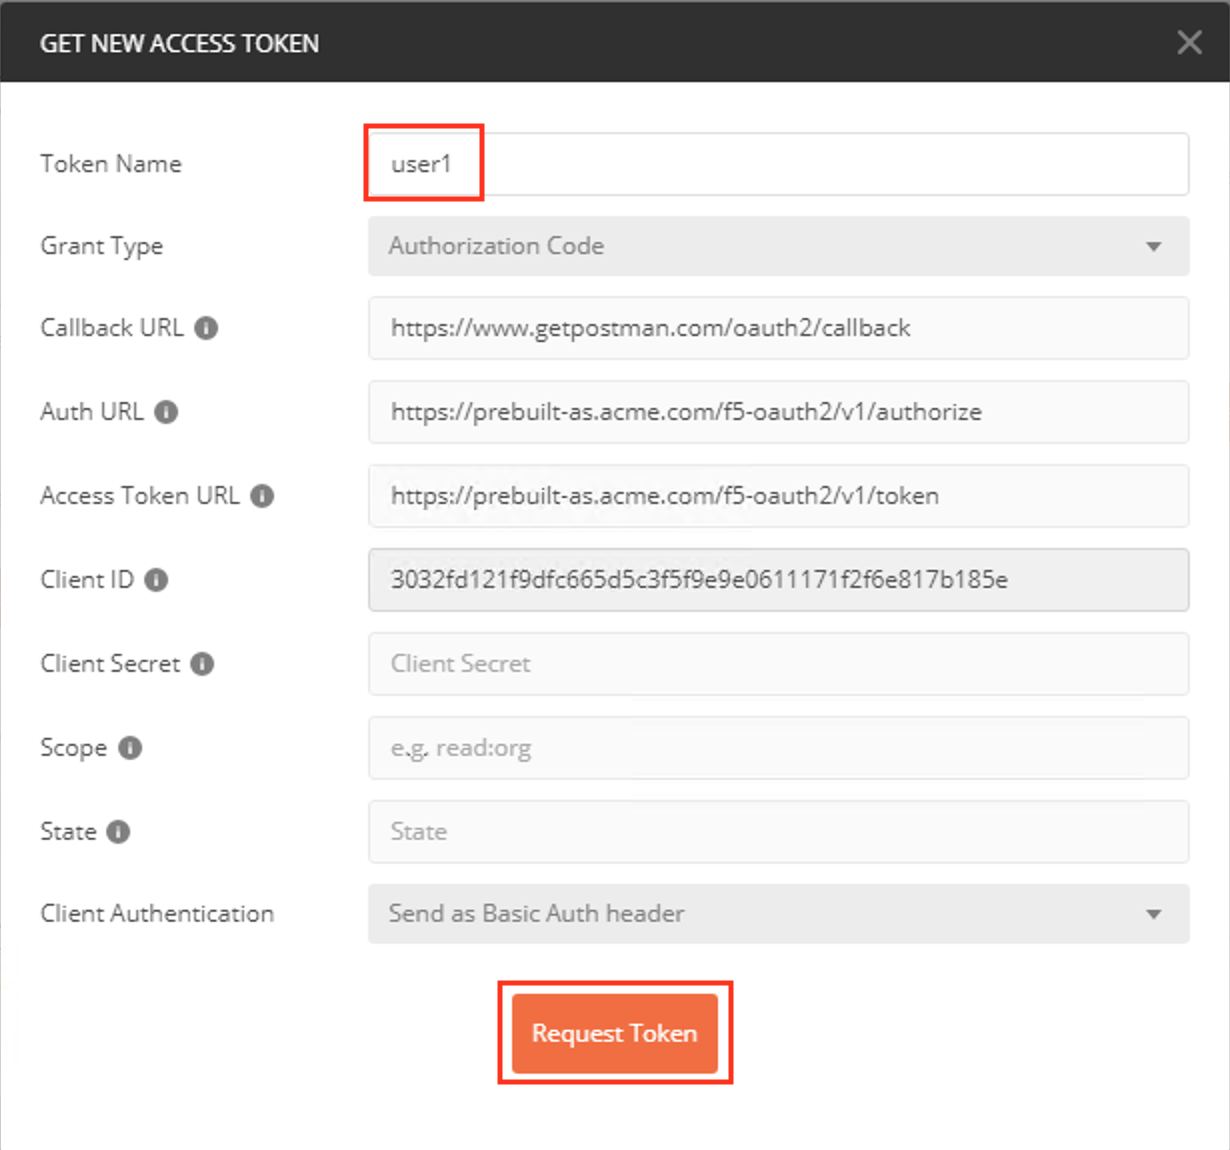 GET NEW ACCESS TOKEN
Token Name user1
Grant Type Authorization Code
Callback URL https://www.getpostman.com/oauth2/callback
Auth URL https://prebuilt-as.acme.com/f5-oauth2/v1/authorize
Access Token URL https://prebuilt-as.acme.com/f5-oauth2/v1/token
Client ID 3032fd121f9dfc665d5c3f5f9e9e0611171f2f6e817b185e
Client Secret Client Secret
Scope e.g. read:org
State State
Client Authentication Send as Basic Auth header
Request Token